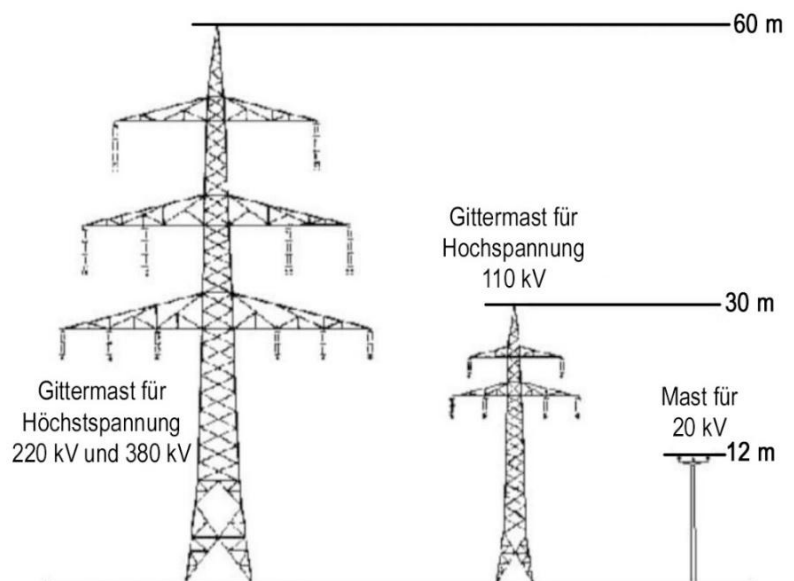 60 m
Gittermast für
Hochspannung
110 kV
30 m
Gittermast für
Höchstspannung
220 kV und 380 kV
Mast für
20 kV
12 m